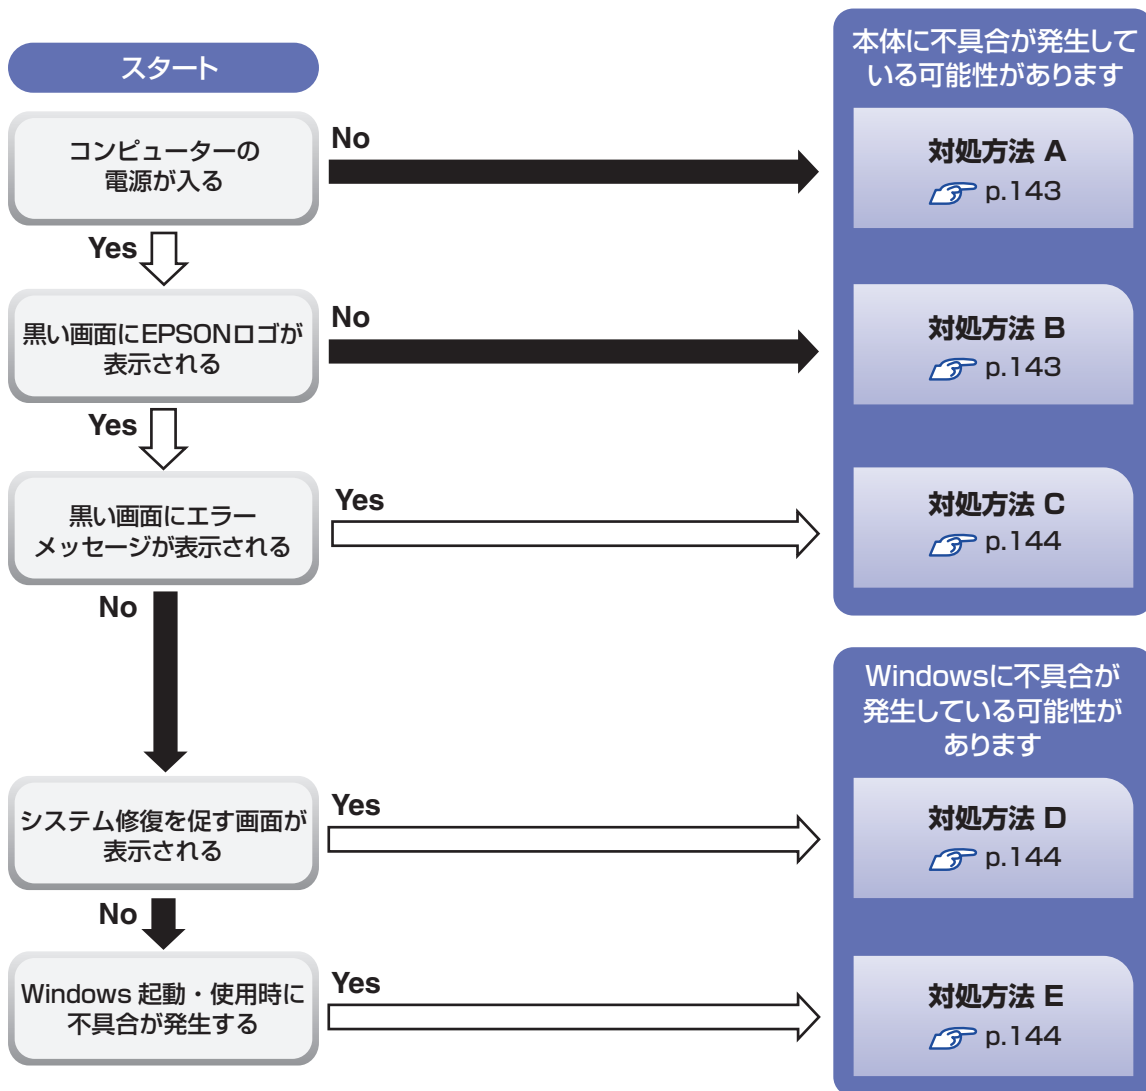 スタート
コンピューターの
電源が入る
No
Yes
黒い画面にEPSONロゴが
表示される
No
Yes
黒い画面にエラー
メッセージが表示される
Yes
No
システム修復を促す画面が
表示される
Yes
No
Windows 起動・使用時に
不具合が発生する
Yes
本体に不具合が発生して
いる可能性があります
対処方法 A
p.143
対処方法 B
p.143
対処方法 C
p.144
Windowsに不具合が
発生している可能性が
あります
対処方法 D
p.144
対処方法 E
p.144